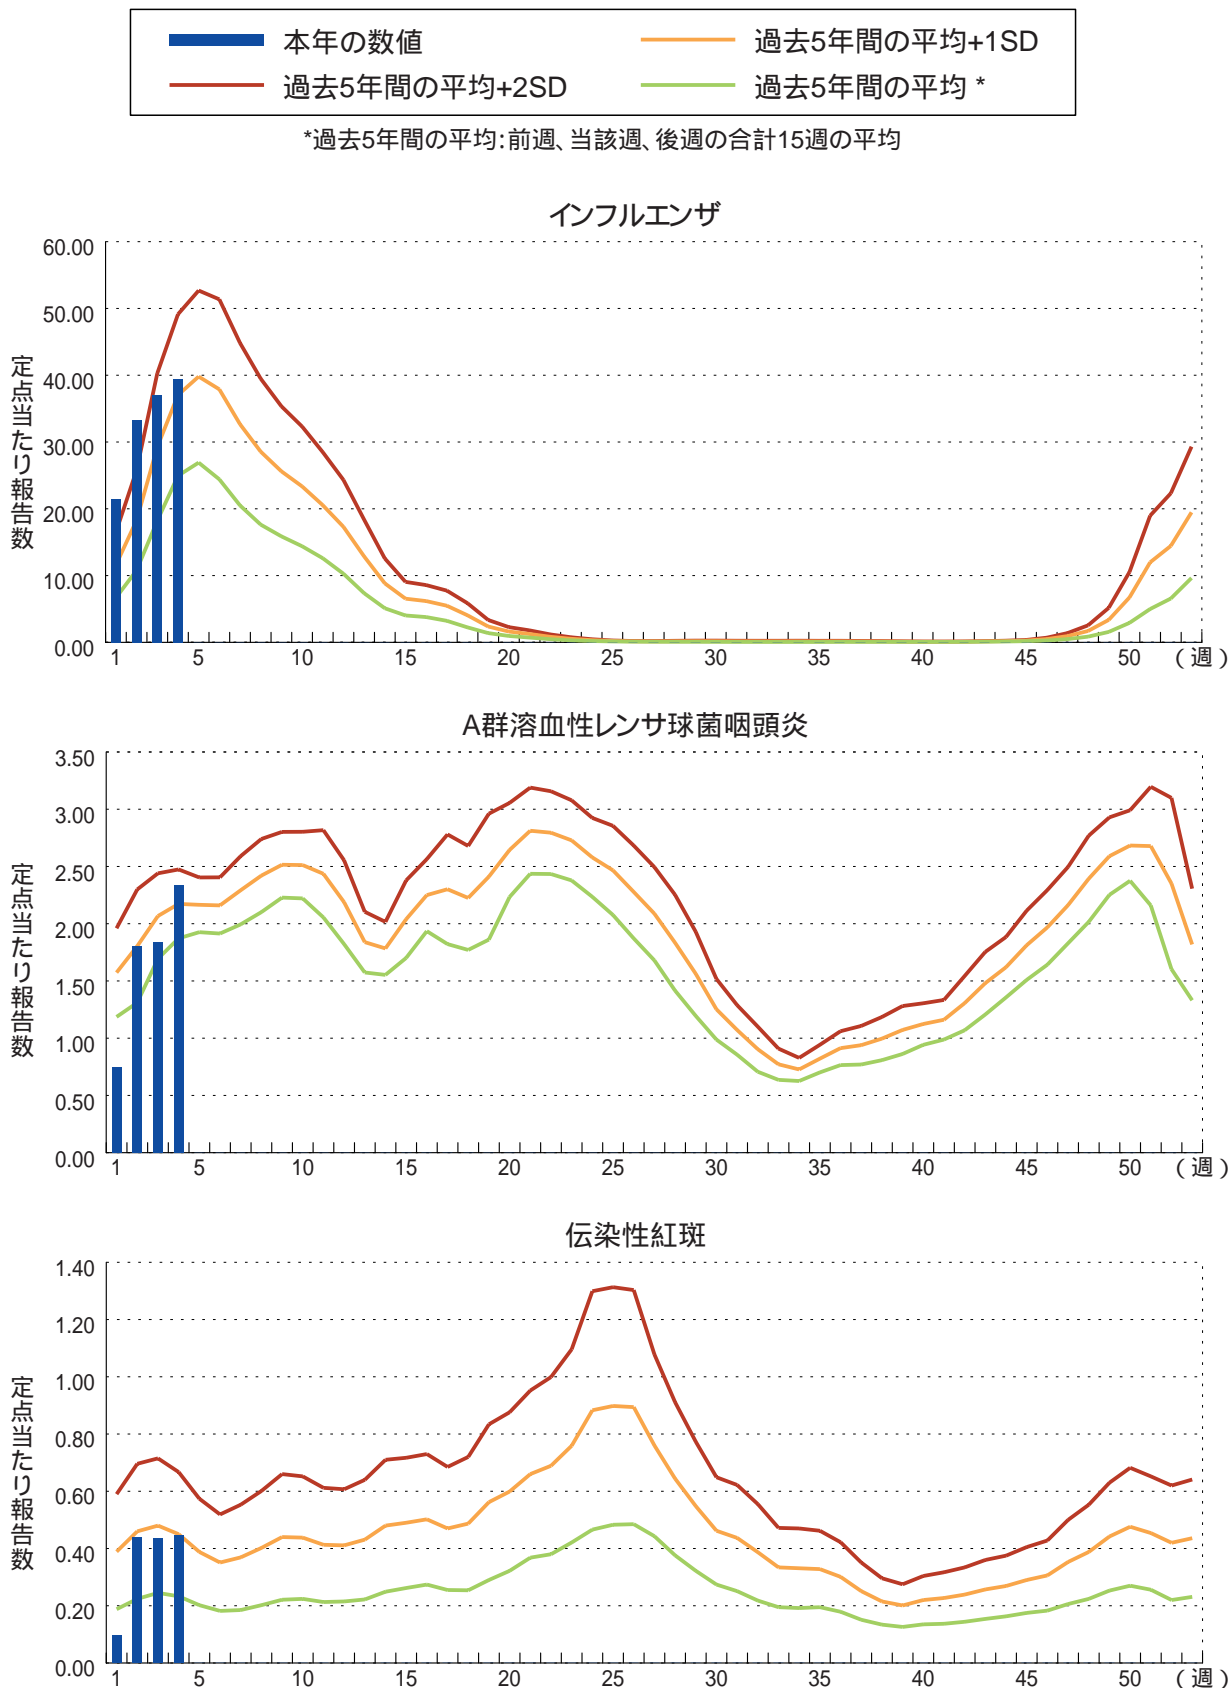 本年の数値
過去5年間の平均+1SD
過去5年間の平均+2SD
過去5年間の平均 *
*過去5年間の平均:前週、当該週、後週の合計15週の平均
インフルエンザ
定点当たり報告数
60.00
50.00
40.00
30.00
20.00
10.00
0.00
1 5 10 15 20 25 30 35 40 45 50 (週)
A群溶血性レンサ球菌咽頭炎
定点当たり報告数
3.50
3.00
2.50
2.00
1.50
1.00
0.50
0.00
1 5 10 15 20 25 30 35 40 45 50 (週)
伝染性紅斑
定点当たり報告数
1.40
1.20
1.00
0.80
0.60
0.40
0.20
0.00
1 5 10 15 20 25 30 35 40 45 50 (週)